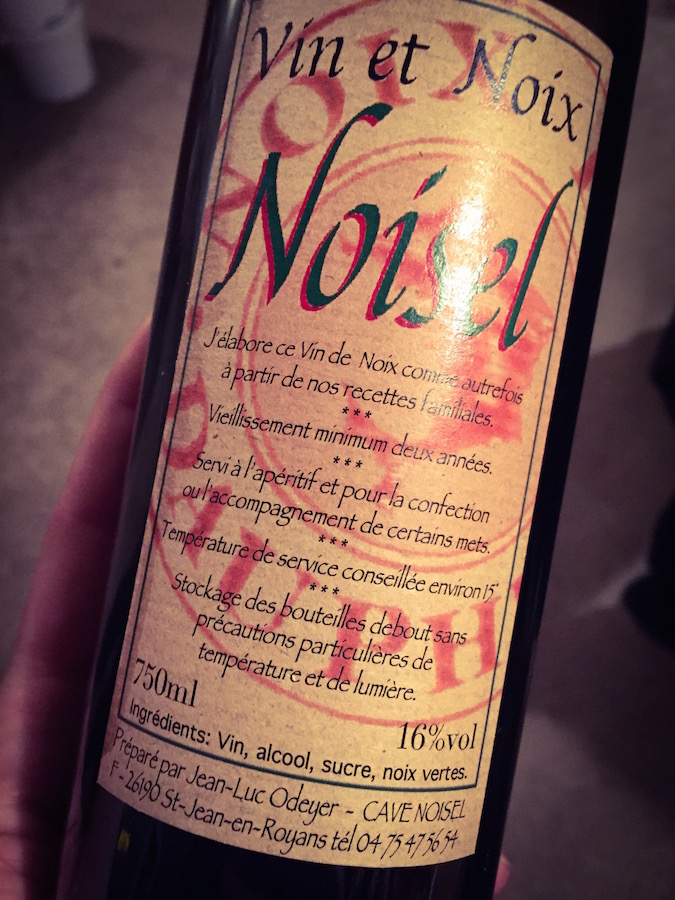 Vin et Noix
Noisel
J'élabore ce Vin de Noix comme autrefois
à partir de nos recettes familiales.
***
Vieillissement minimum deux années.
***
Servi à l'apéritif et pour la confection
ou l'accompagnement de certains mets.
***
Température de service conseillée environ 15°
***
Stockage des bouteilles debout sans
précautions particulières de
température et de lumière.
750ml
16%vol
Ingrédients: Vin, alcool, sucre, noix vertes.
Préparé par Jean-Luc Odeyer - CAVE NOISEL
F - 26190 St-Jean-en-Royans tél 04 75 47 56 54